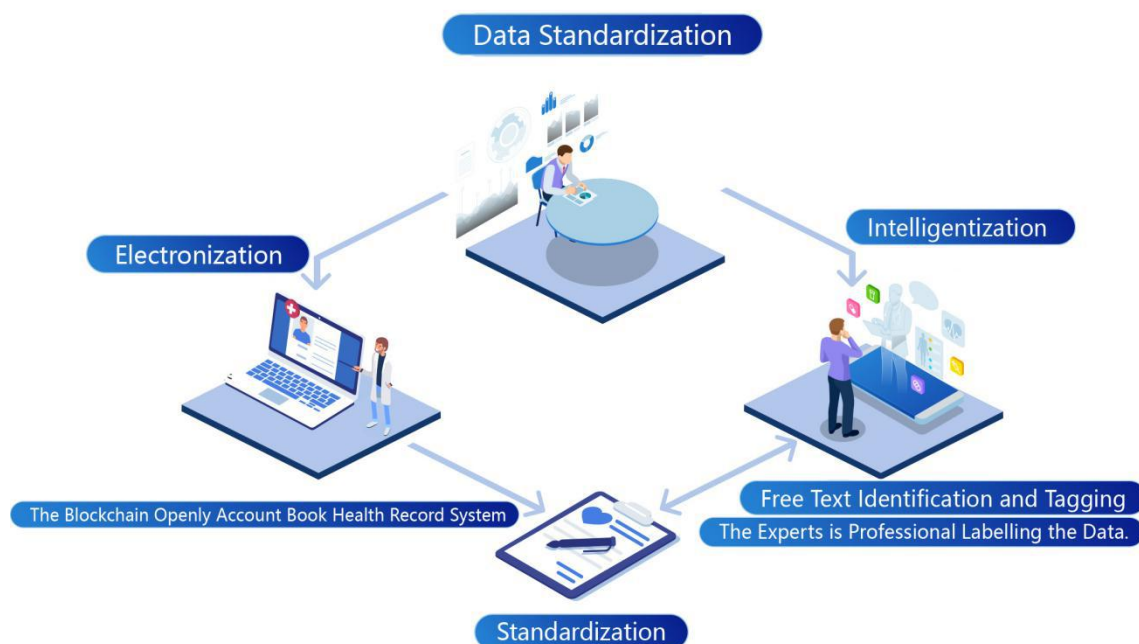 Data Standardization
Electronization
Intelligentization
The Blockchain Openly Account Book Health Record System
Free Text Identification and Tagging
The Experts is Professional Labelling the Data.
Standardization